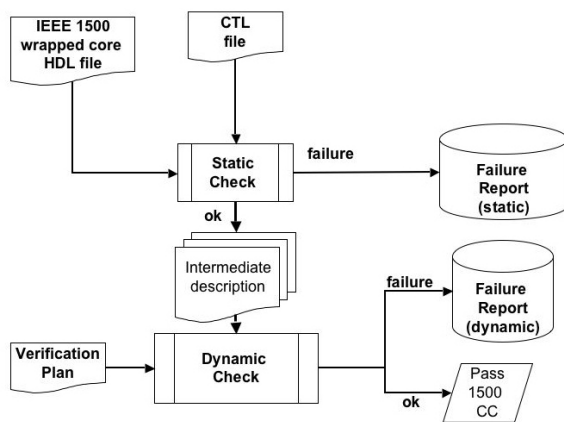 IEEE 1500
wrapped core
HDL file
CTL
file
Static
Check
failure
Failure
Report
(static)
ok
Intermediate
description
failure
Failure
Report
(dynamic)
Verification
Plan
Dynamic
Check
ok
Pass
1500
CC